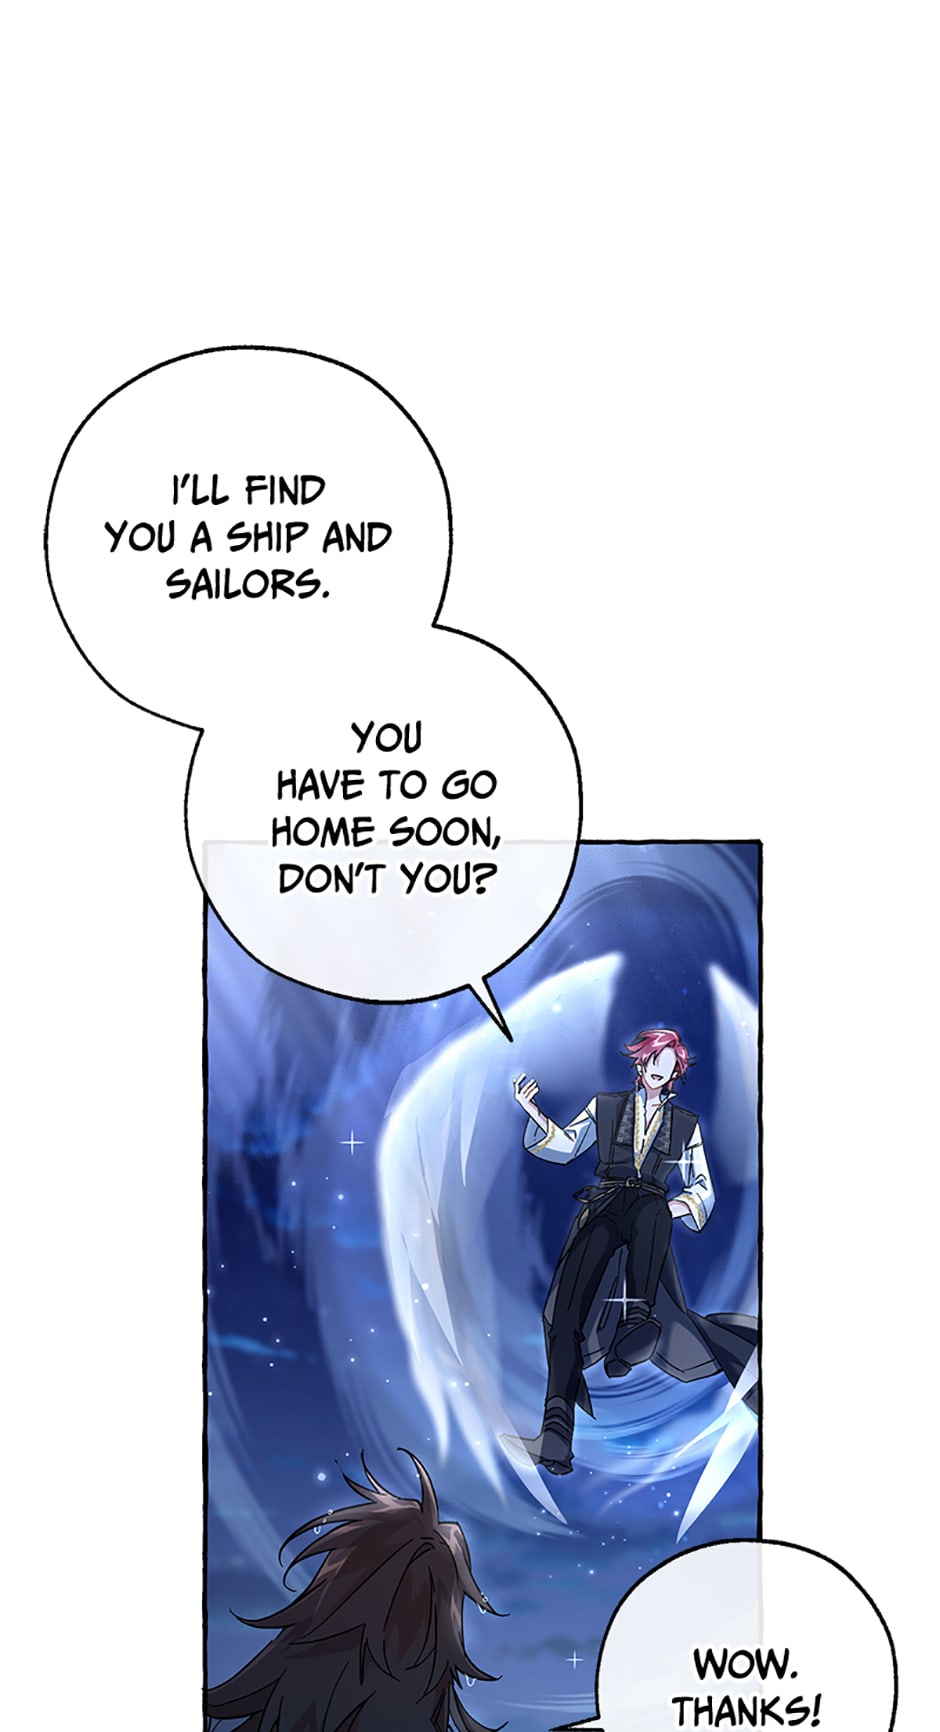 I'LL FIND
YOU A SHIP AND
SAILORS.
YOU
HAVE TO GO
HOME SOON,
DON'T YOU?
WOW.
THANKS!